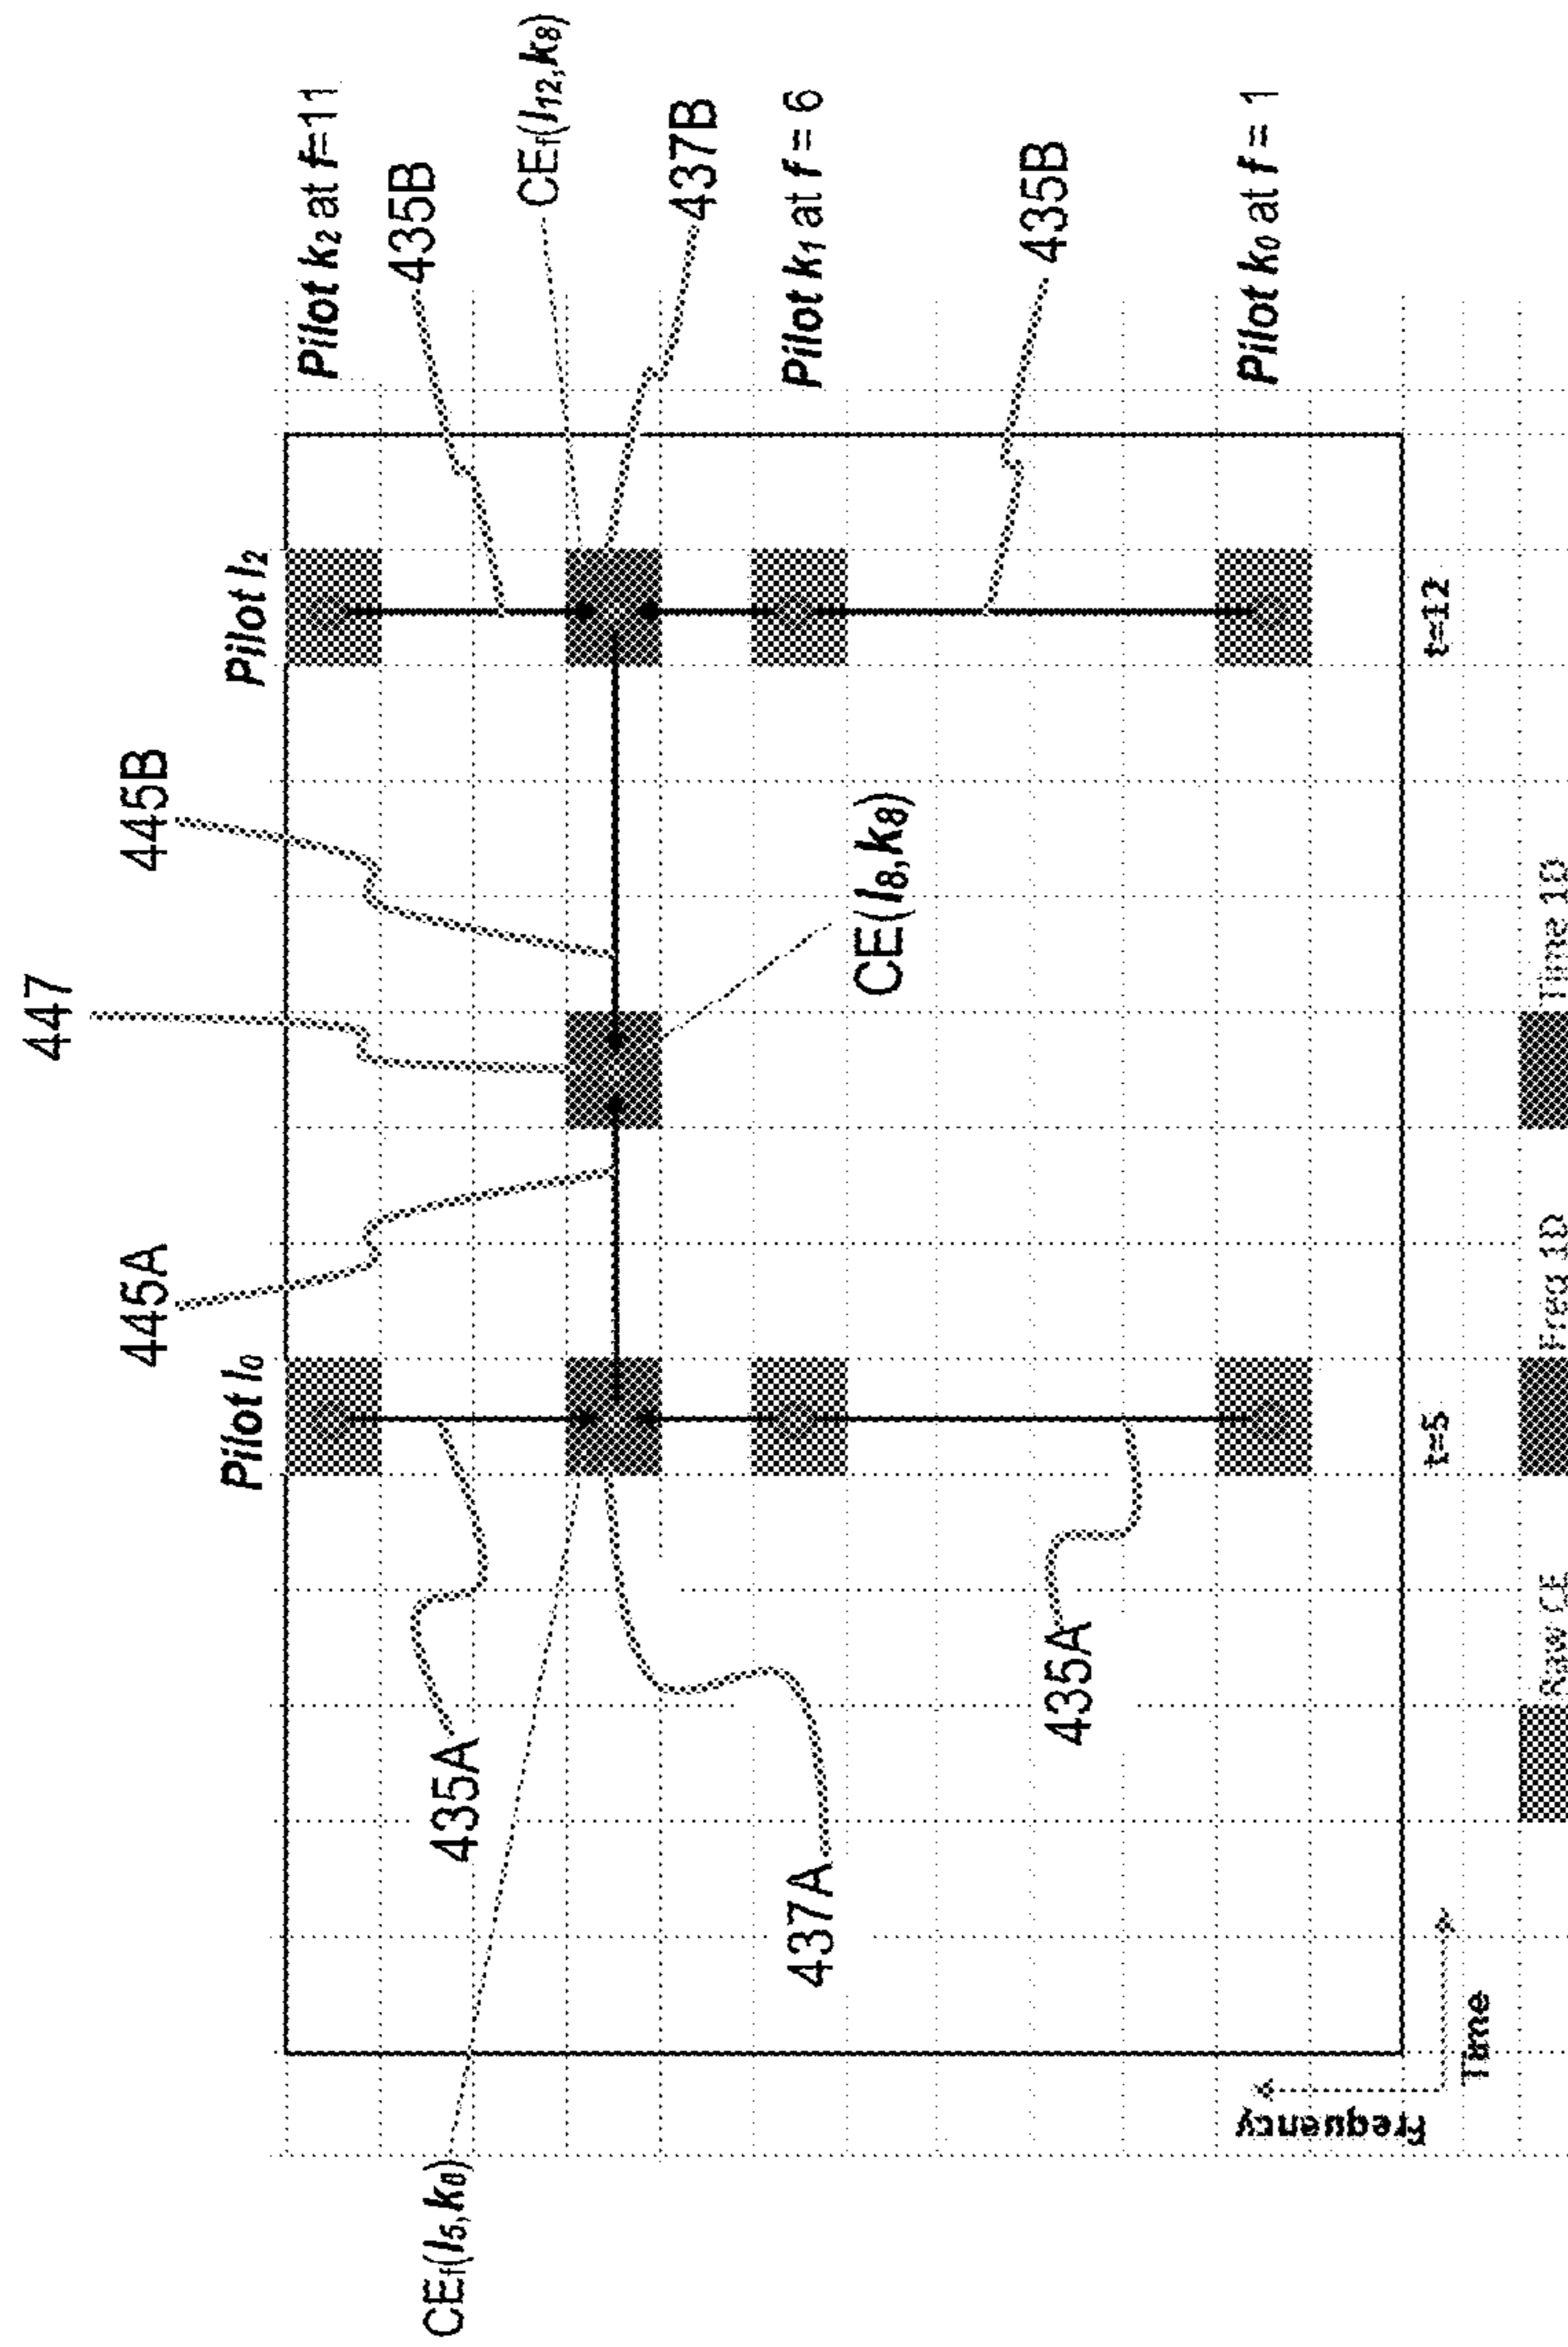 447
445A
445B
Pilot l₀
Pilot l₂
CEf(l₅,k₈)
435A
437A
435A
CE(l₈,k₈)
Pilot k₂ at f=11
435B
CEf(l₁₂,k₈)
437B
Pilot k₁ at f = 6
435B
Pilot k₀ at f = 1
t=5
t=12
Frequency
Time
Raw CE
Freq 1D
Time 1D